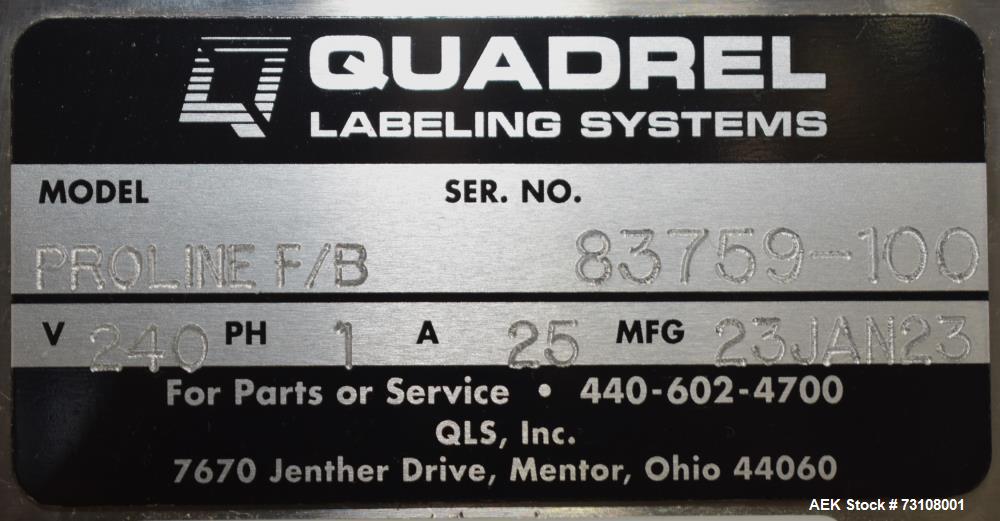 QUADREL
LABELING SYSTEMS
MODEL SER. NO.
PROLINE F/B 83759-100
V 240 PH 1 A 25 MFG 23JAN23
For Parts or Service • 440-602-4700
QLS, Inc.
7670 Jenther Drive, Mentor, Ohio 44060
AEK Stock # 73108001